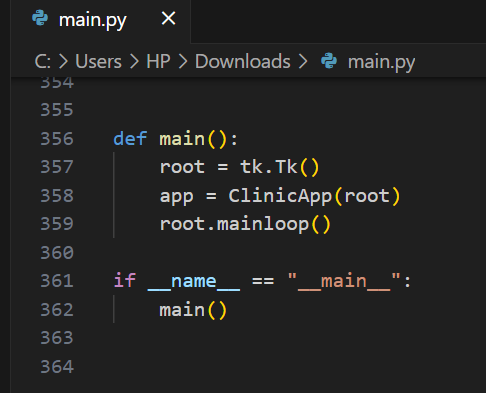 main.py ×
C: > Users > HP > Downloads > main.py
354
355
356 def main():
357     root = tk.Tk()
358     app = ClinicApp(root)
359     root.mainloop()
360
361 if __name__ == "__main__":
362     main()
363
364